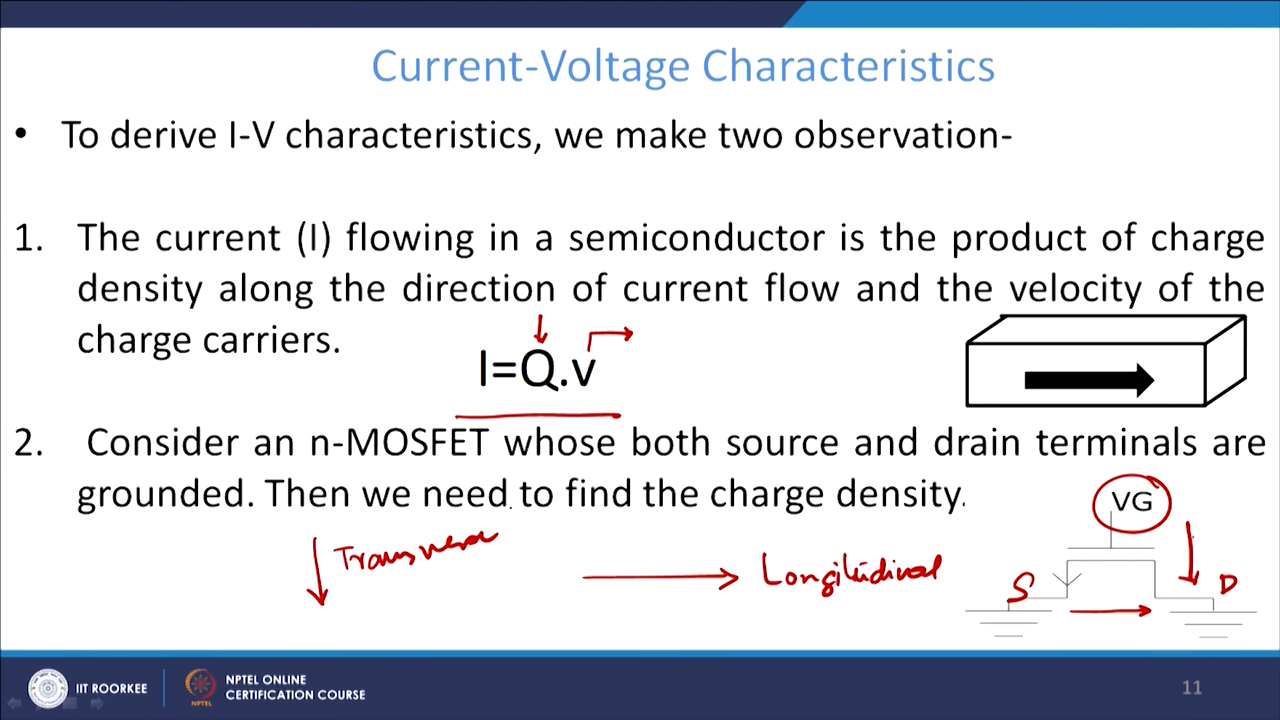 Current-Voltage Characteristics
• To derive I-V characteristics, we make two observation-
1. The current (I) flowing in a semiconductor is the product of charge
density along the direction of current flow and the velocity of the
charge carriers.
I=Q.v
2. Consider an n-MOSFET whose both source and drain terminals are
grounded. Then we need to find the charge density.
VG
Transverse
Longitudinal
S
D
IIT ROORKEE
NPTEL
NPTEL ONLINE
CERTIFICATION COURSE
11